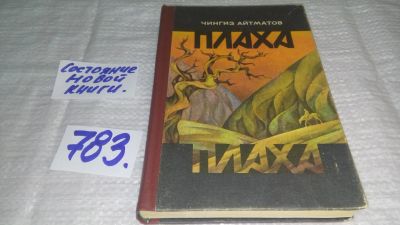 Состояние
новой
книги.
783.
ЧИНГИЗ АЙТМАТОВ
ПЛАХА
ПЛАХА